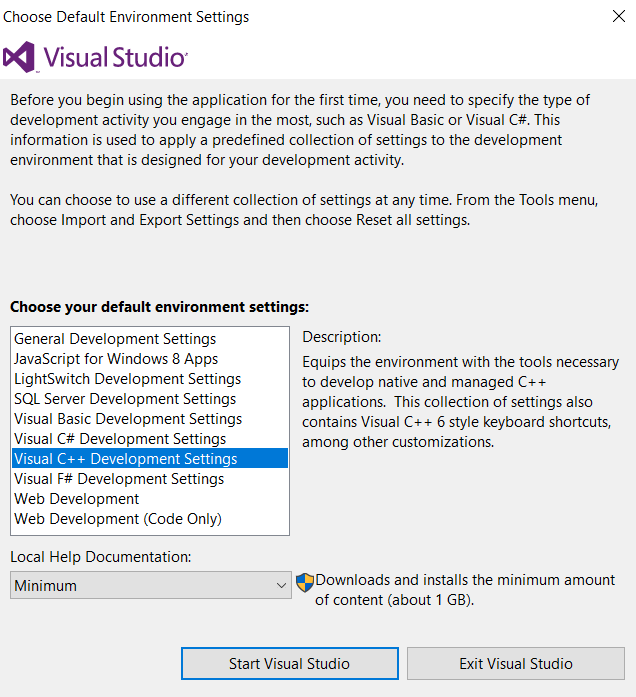 Choose Default Environment Settings
Visual Studio
Before you begin using the application for the first time, you need to specify the type of
development activity you engage in the most, such as Visual Basic or Visual C#. This
information is used to apply a predefined collection of settings to the development
environment that is designed for your development activity.
You can choose to use a different collection of settings at any time. From the Tools menu,
choose Import and Export Settings and then choose Reset all settings.
Choose your default environment settings:
General Development Settings
JavaScript for Windows 8 Apps
LightSwitch Development Settings
SQL Server Development Settings
Visual Basic Development Settings
Visual C# Development Settings
Visual C++ Development Settings
Visual F# Development Settings
Web Development
Web Development (Code Only)
Description:
Equips the environment with the tools necessary
to develop native and managed C++
applications.  This collection of settings also
contains Visual C++ 6 style keyboard shortcuts,
among other customizations.
Local Help Documentation:
Minimum
Downloads and installs the minimum amount
of content (about 1 GB).
Start Visual Studio
Exit Visual Studio